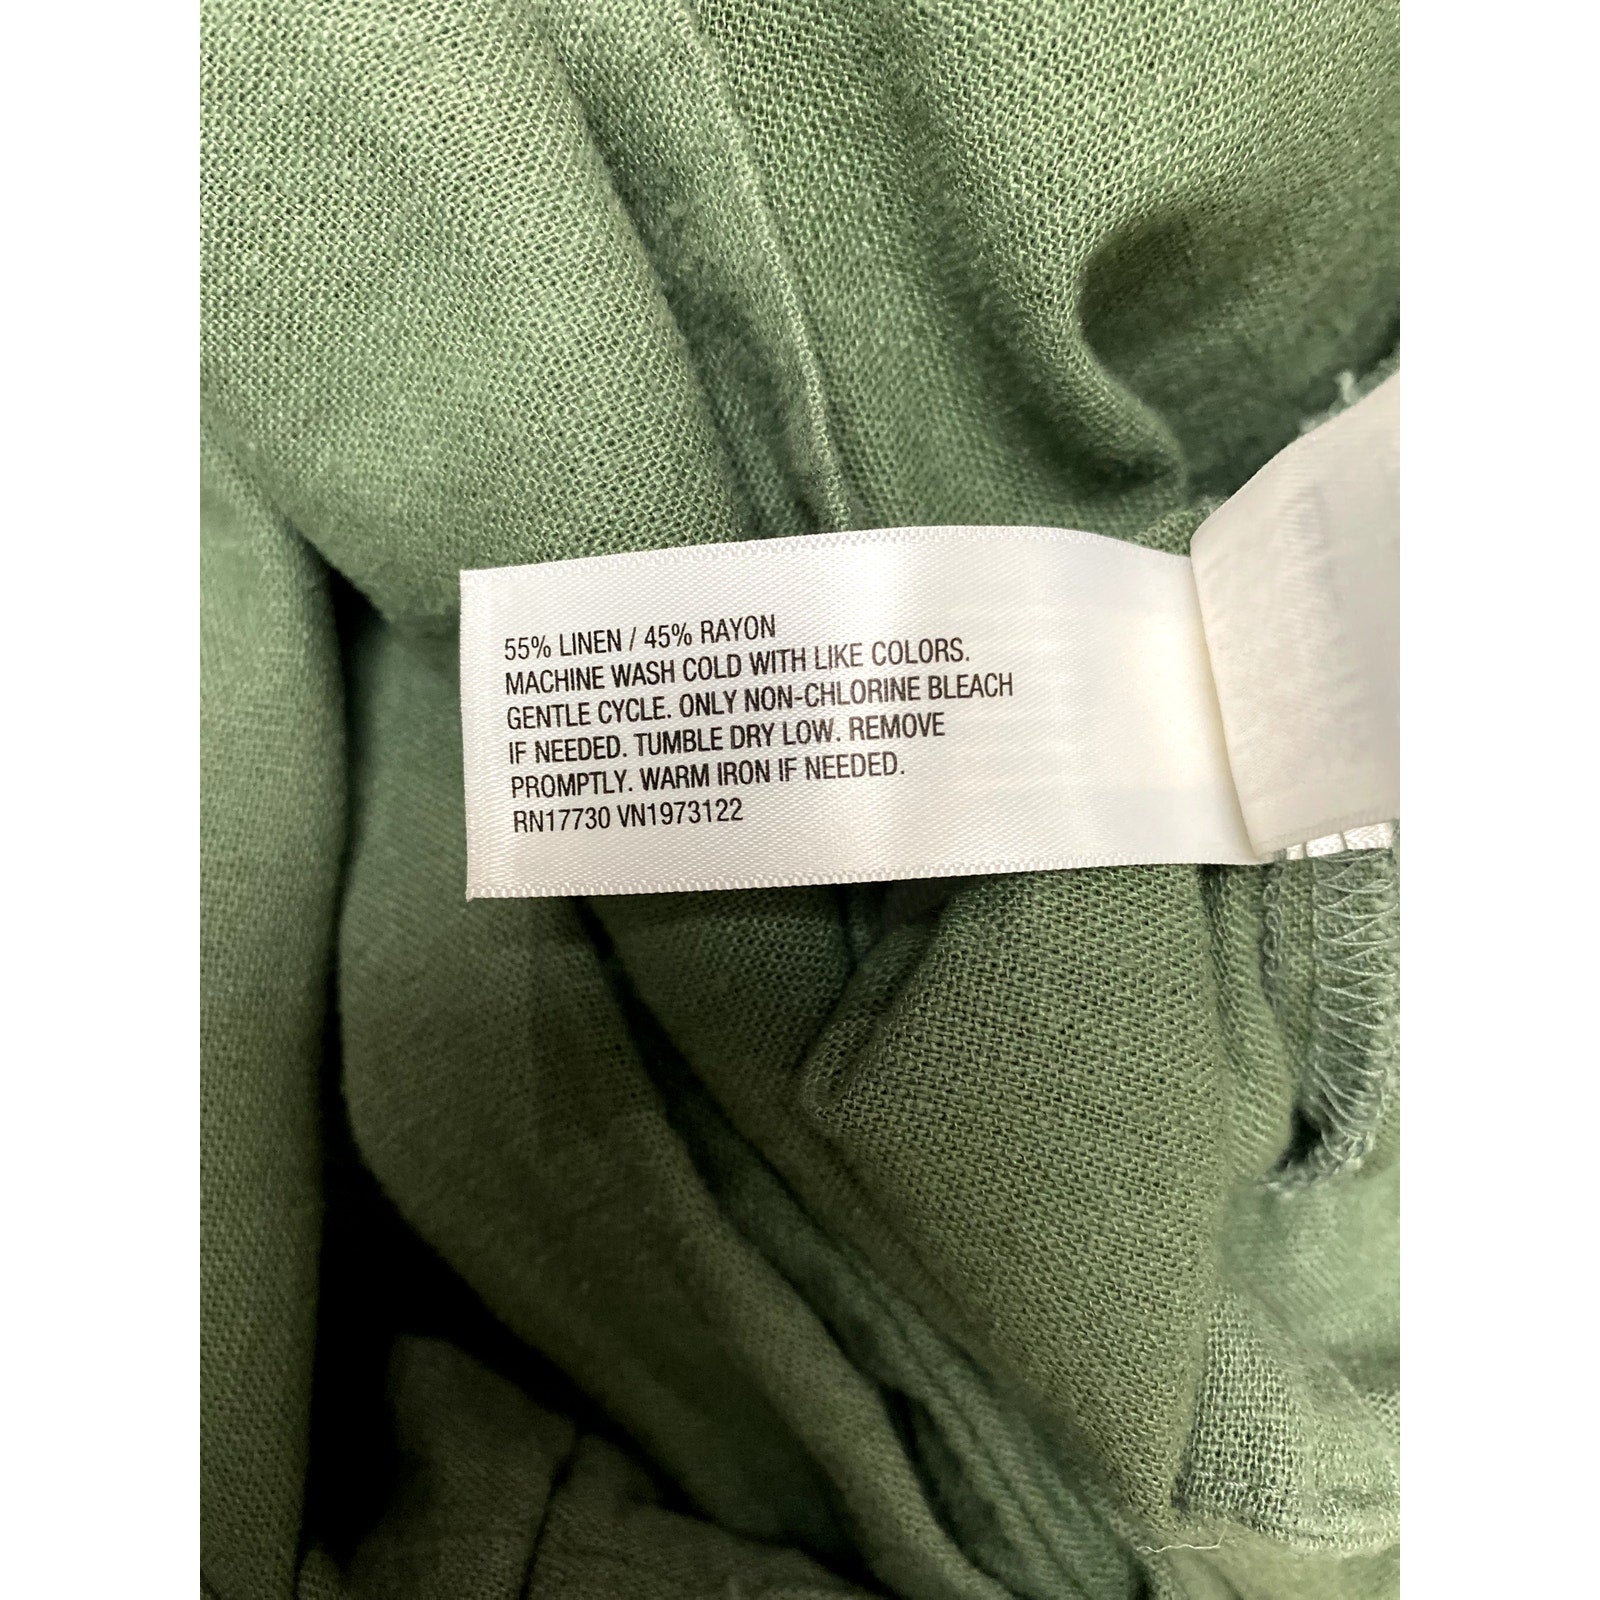 55% LINEN / 45% RAYON
MACHINE WASH COLD WITH LIKE COLORS.
GENTLE CYCLE. ONLY NON-CHLORINE BLEACH
IF NEEDED. TUMBLE DRY LOW. REMOVE
PROMPTLY. WARM IRON IF NEEDED.
RN17730 VN1973122